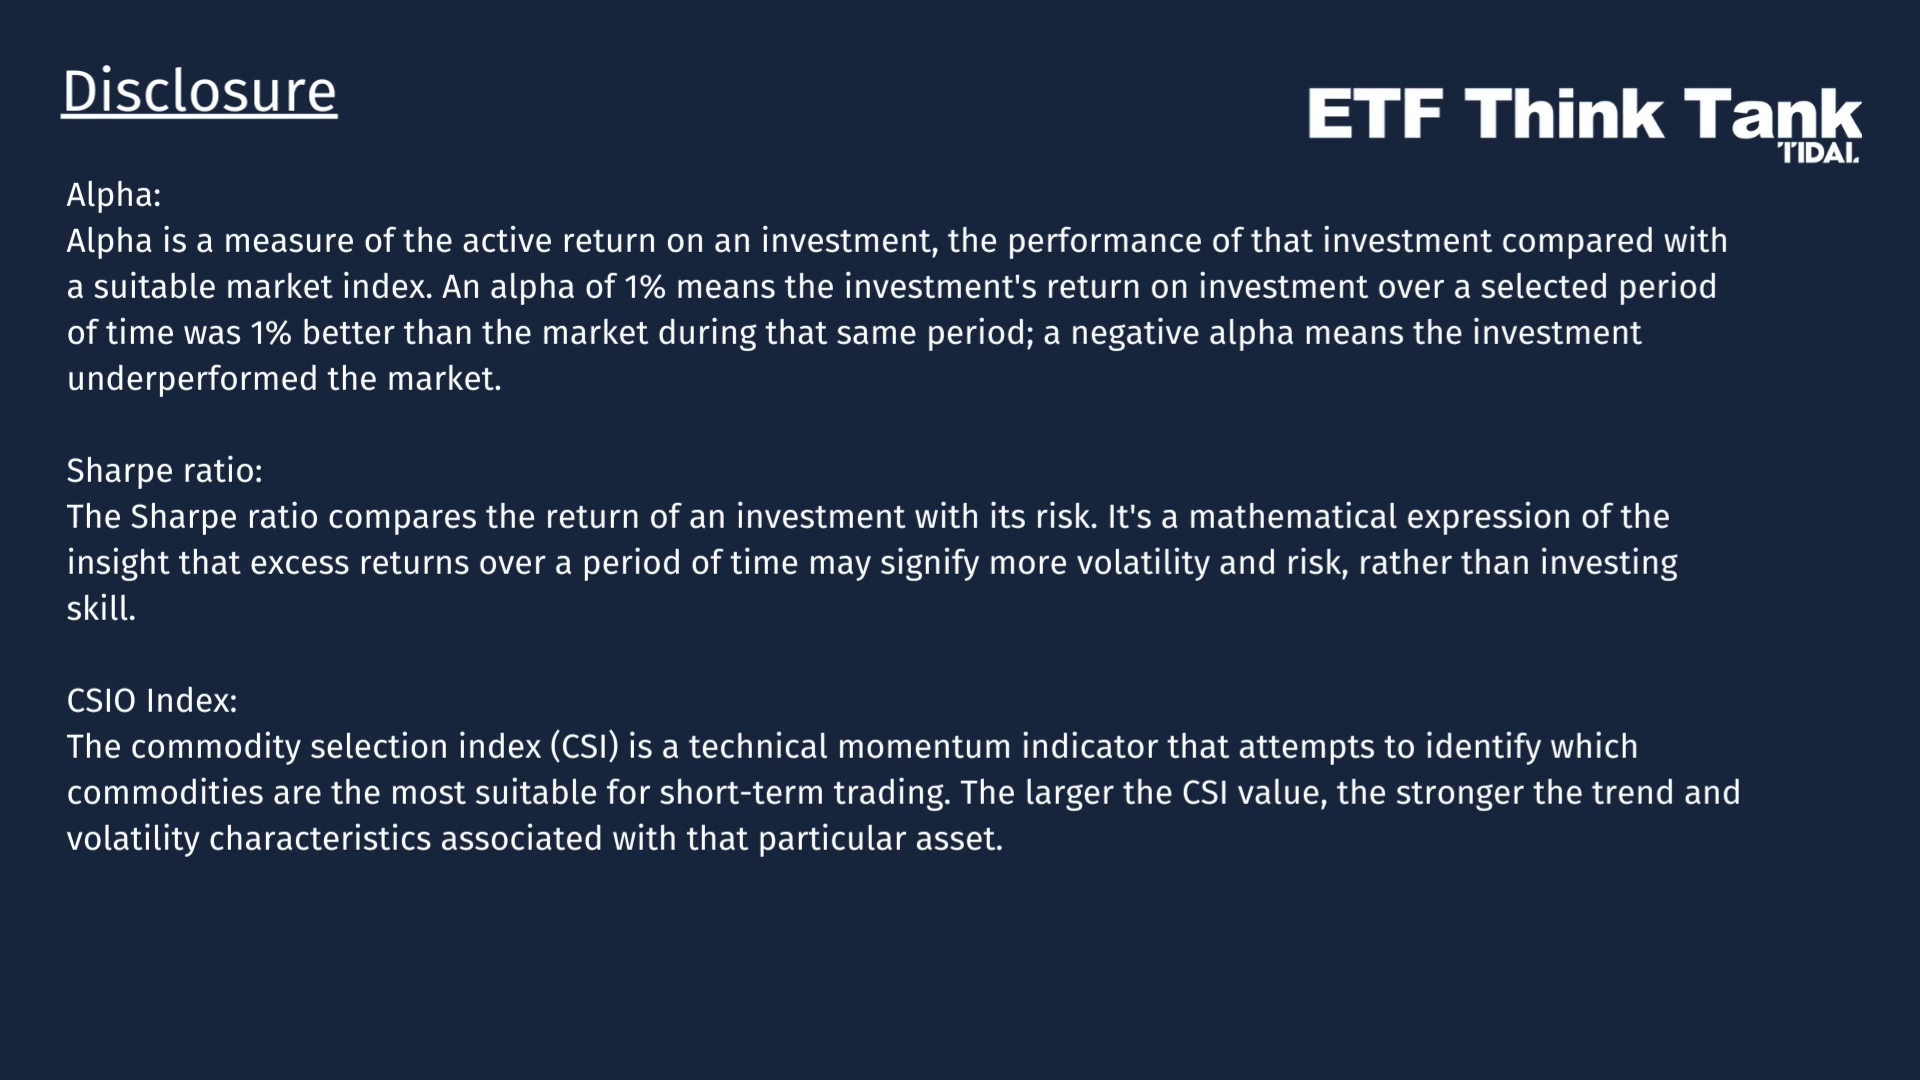 Disclosure
ETF Think Tank
TIDAL
Alpha:
Alpha is a measure of the active return on an investment, the performance of that investment compared with
a suitable market index. An alpha of 1% means the investment's return on investment over a selected period
of time was 1% better than the market during that same period; a negative alpha means the investment
underperformed the market.
Sharpe ratio:
The Sharpe ratio compares the return of an investment with its risk. It's a mathematical expression of the
insight that excess returns over a period of time may signify more volatility and risk, rather than investing
skill.
CSIO Index:
The commodity selection index (CSI) is a technical momentum indicator that attempts to identify which
commodities are the most suitable for short-term trading. The larger the CSI value, the stronger the trend and
volatility characteristics associated with that particular asset.